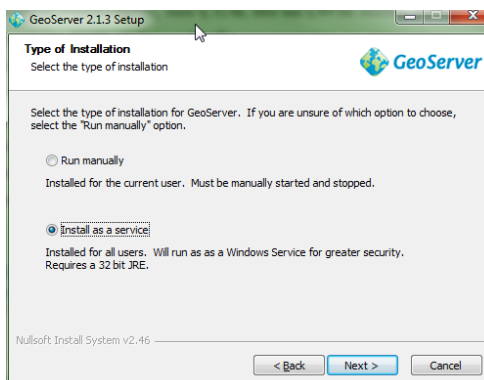 GeoServer 2.1.3 Setup
Type of Installation
Select the type of installation
GeoServer
Select the type of installation for GeoServer. If you are unsure of which option to choose,
select the "Run manually" option.
Run manually
Installed for the current user. Must be manually started and stopped.
Install as a service
Installed for all users. Will run as as a Windows Service for greater security.
Requires a 32 bit JRE.
Nullsoft Install System v2.46
< Back Next > Cancel